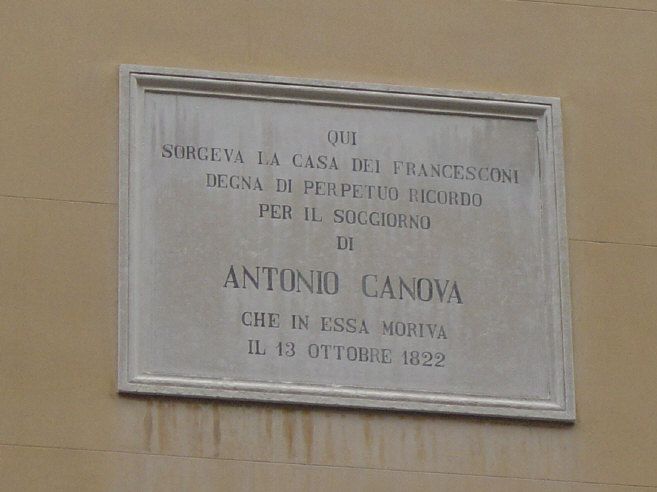 QUI
SORGEVA LA CASA DEI FRANCESCONI
DEGNA DI PERPETUO RICORDO
PER IL SOGGIORNO
DI
ANTONIO CANOVA
CHE IN ESSA MORIVA
IL 13 OTTOBRE 1822